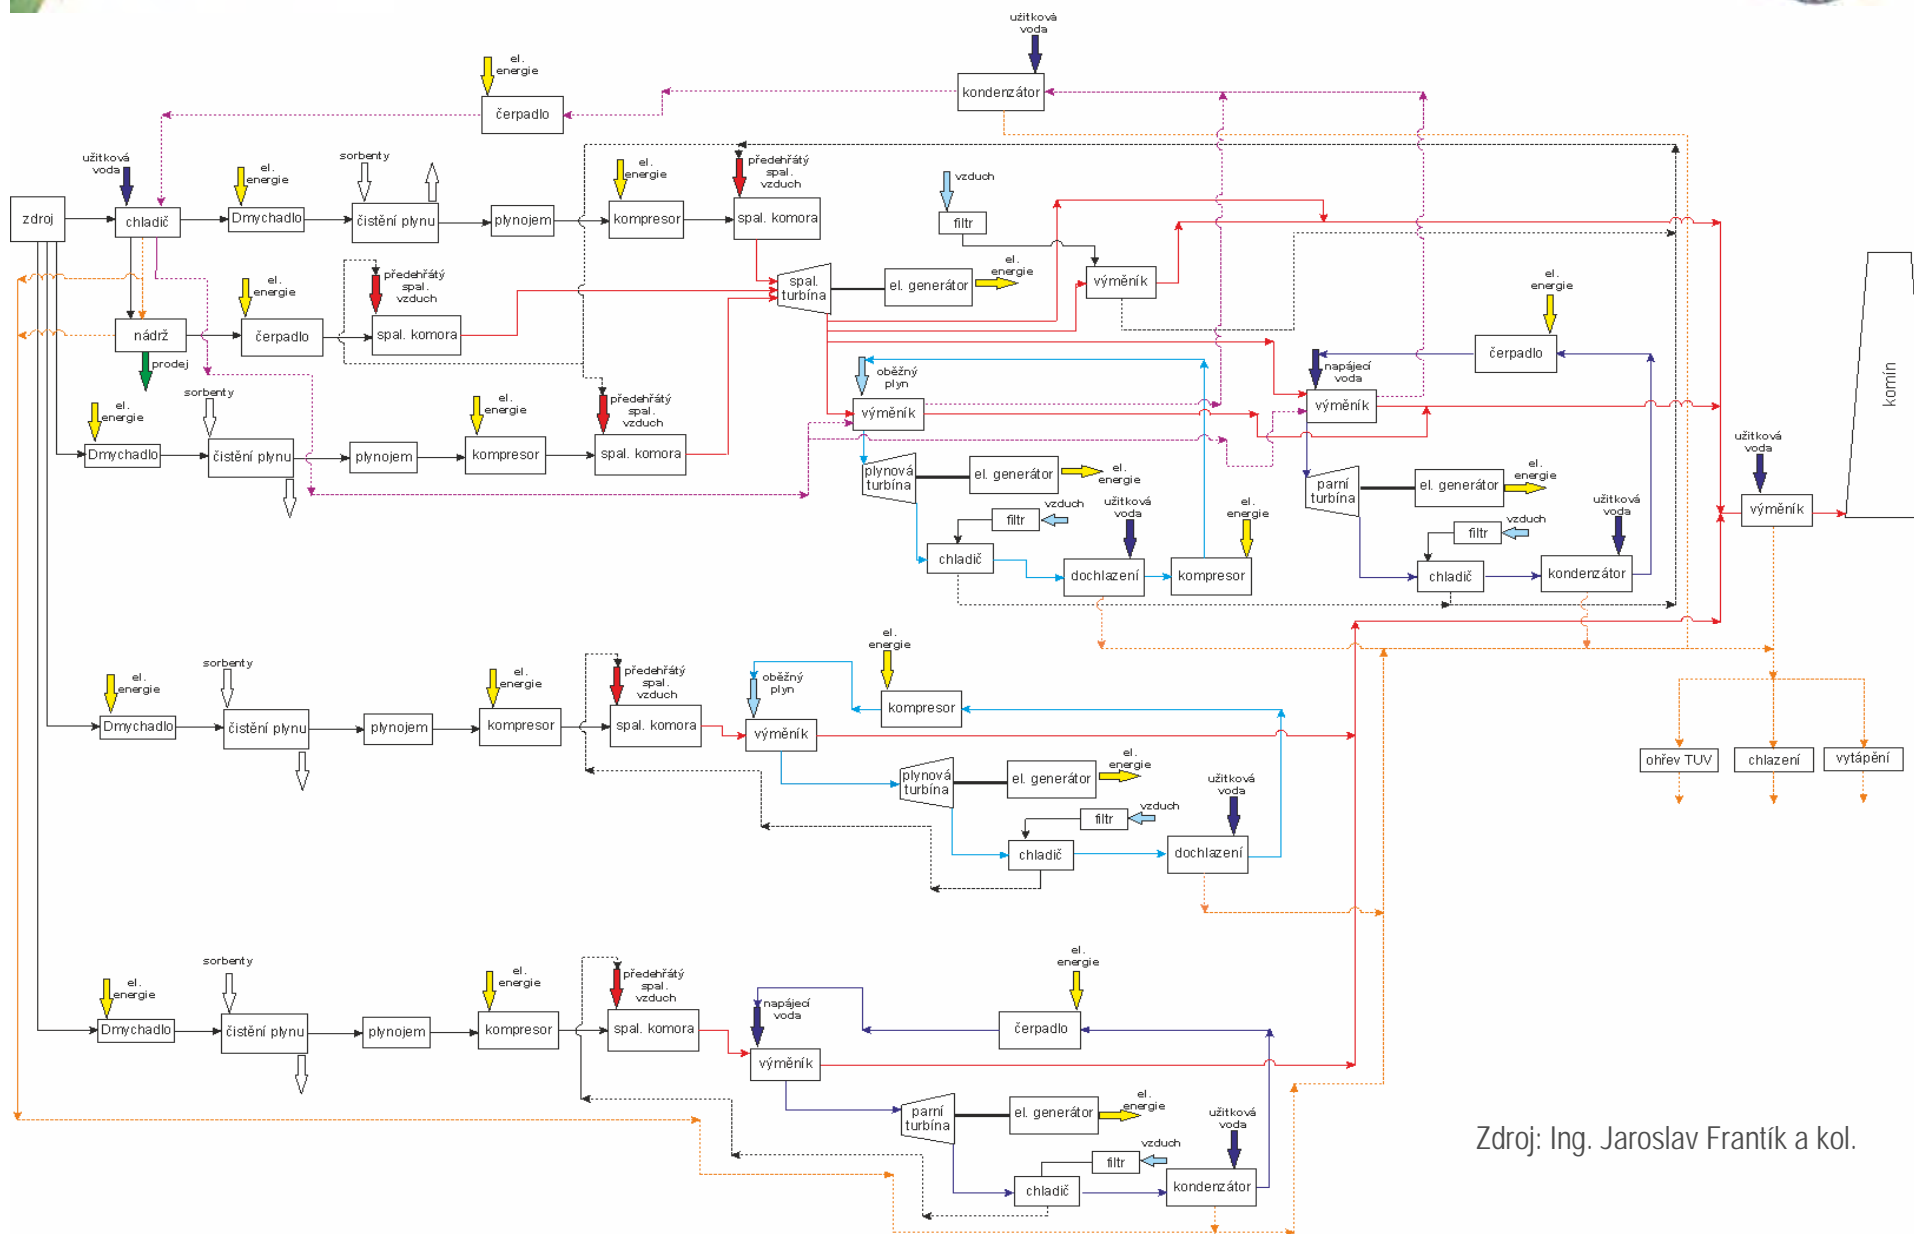 užitková
voda
el.
energie
kondenzátor
čerpadlo
užitková
voda
el.
energie
sorbenty
el.
energie
předehřátý
spal.
vzduch
vzduch
zdroj
chladič
Dmychadlo
čistění plynu
plynojem
kompresor
spal. komora
filtr
předehřátý
spal.
vzduch
el.
energie
spal.
turbína
el. generátor
el.
energie
výměník
el.
energie
nádrž
čerpadlo
spal. komora
prodej
oběžný
plyn
napájecí
voda
čerpadlo
komín
sorbenty
el.
energie
el.
energie
předehřátý
spal.
vzduch
výměník
výměník
Dmychadlo
čistění plynu
plynojem
kompresor
spal. komora
užitková
voda
plynová
turbína
el. generátor
el.
energie
parní
turbína
el. generátor
el.
energie
vzduch
filtr
užitková
voda
el.
energie
vzduch
filtr
užitková
voda
výměník
chladič
dochlazení
kompresor
chladič
kondenzátor
el.
energie
sorbenty
el.
energie
předehřátý
spal.
vzduch
oběžný
plyn
el.
energie
kompresor
Dmychadlo
čistění plynu
plynojem
kompresor
spal. komora
výměník
ohřev TUV
chlazení
vytápění
plynová
turbína
el. generátor
el.
energie
užitková
voda
vzduch
filtr
chladič
dochlazení
el.
energie
sorbenty
el.
energie
předehřátý
spal.
vzduch
napájecí
voda
el.
energie
Dmychadlo
čistění plynu
plynojem
kompresor
spal. komora
čerpadlo
výměník
parní
turbína
el. generátor
el.
energie
užitková
voda
vzduch
filtr
chladič
kondenzátor
Zdroj: Ing. Jaroslav Frantík a kol.